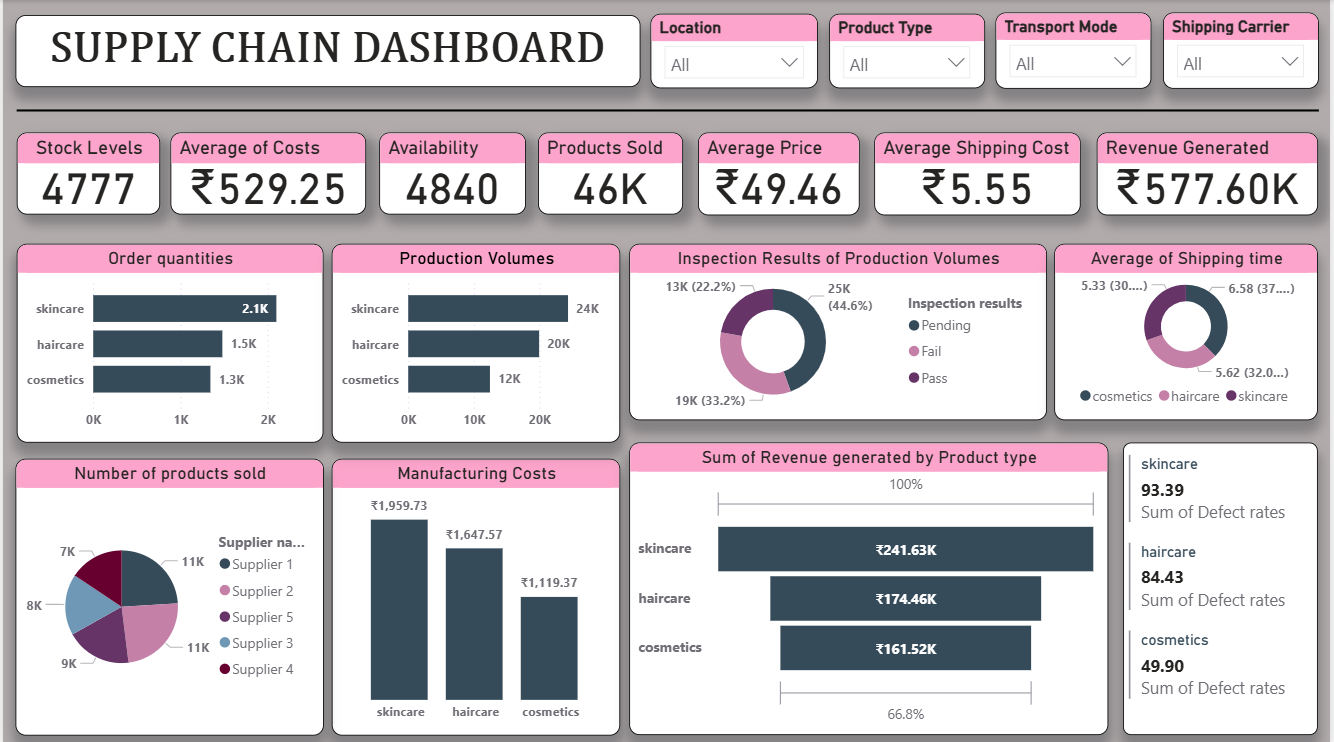 SUPPLY CHAIN DASHBOARD
Location
All
Product Type
All
Transport Mode
All
Shipping Carrier
All
Stock Levels
4777
Average of Costs
₹529.25
Availability
4840
Products Sold
46K
Average Price
₹49.46
Average Shipping Cost
₹5.55
Revenue Generated
₹577.60K
Order quantities
skincare
2.1K
haircare
1.5K
cosmetics
1.3K
0K 1K 2K
Production Volumes
skincare
24K
haircare
20K
cosmetics
12K
0K 10K 20K
Inspection Results of Production Volumes
13K (22.2%)
25K
(44.6%)
19K (33.2%)
Inspection results
Pending
Fail
Pass
Average of Shipping time
5.33 (30....)
6.58 (37....)
5.62 (32.0...)
cosmetics haircare skincare
Number of products sold
7K
11K
8K
11K
9K
Supplier na...
Supplier 1
Supplier 2
Supplier 5
Supplier 3
Supplier 4
Manufacturing Costs
₹1,959.73
₹1,647.57
₹1,119.37
skincare haircare cosmetics
Sum of Revenue generated by Product type
100%
skincare
₹241.63K
haircare
₹174.46K
cosmetics
₹161.52K
66.8%
skincare
93.39
Sum of Defect rates
haircare
84.43
Sum of Defect rates
cosmetics
49.90
Sum of Defect rates